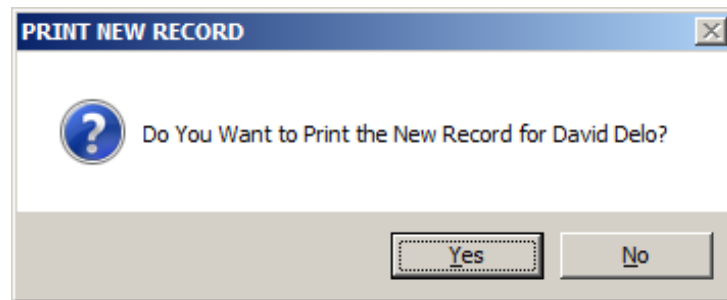 PRINT NEW RECORD
Do You Want to Print the New Record for David Delo?
Yes
No